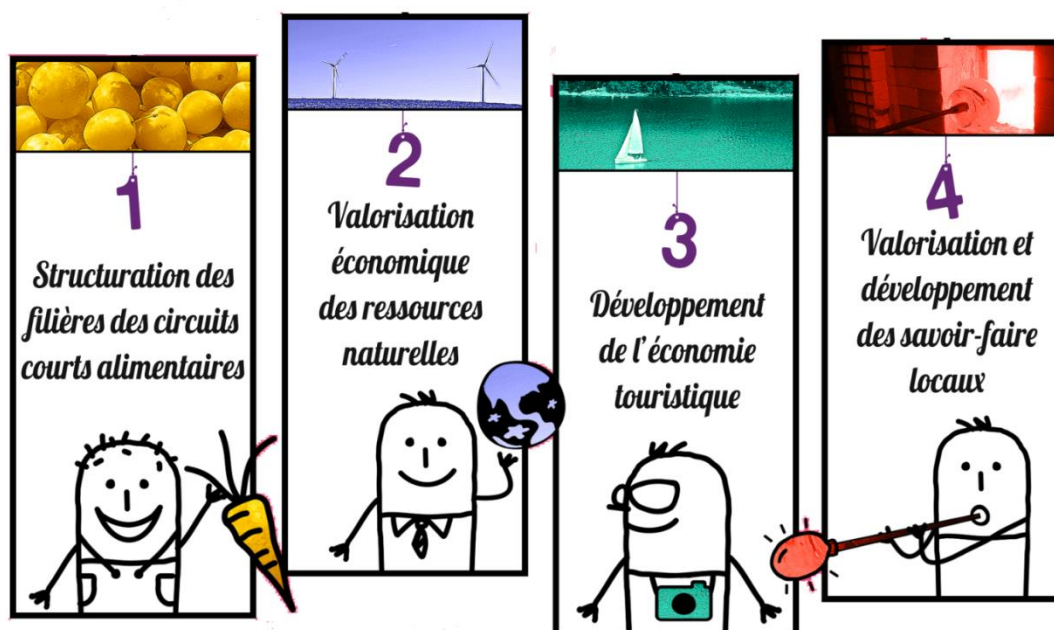 1
Structuration des
filières des circuits
courts alimentaires
2
Valorisation
économique
des ressources
naturelles
3
Développement
de l'économie
touristique
4
Valorisation et
développement
des savoir-faire
locaux